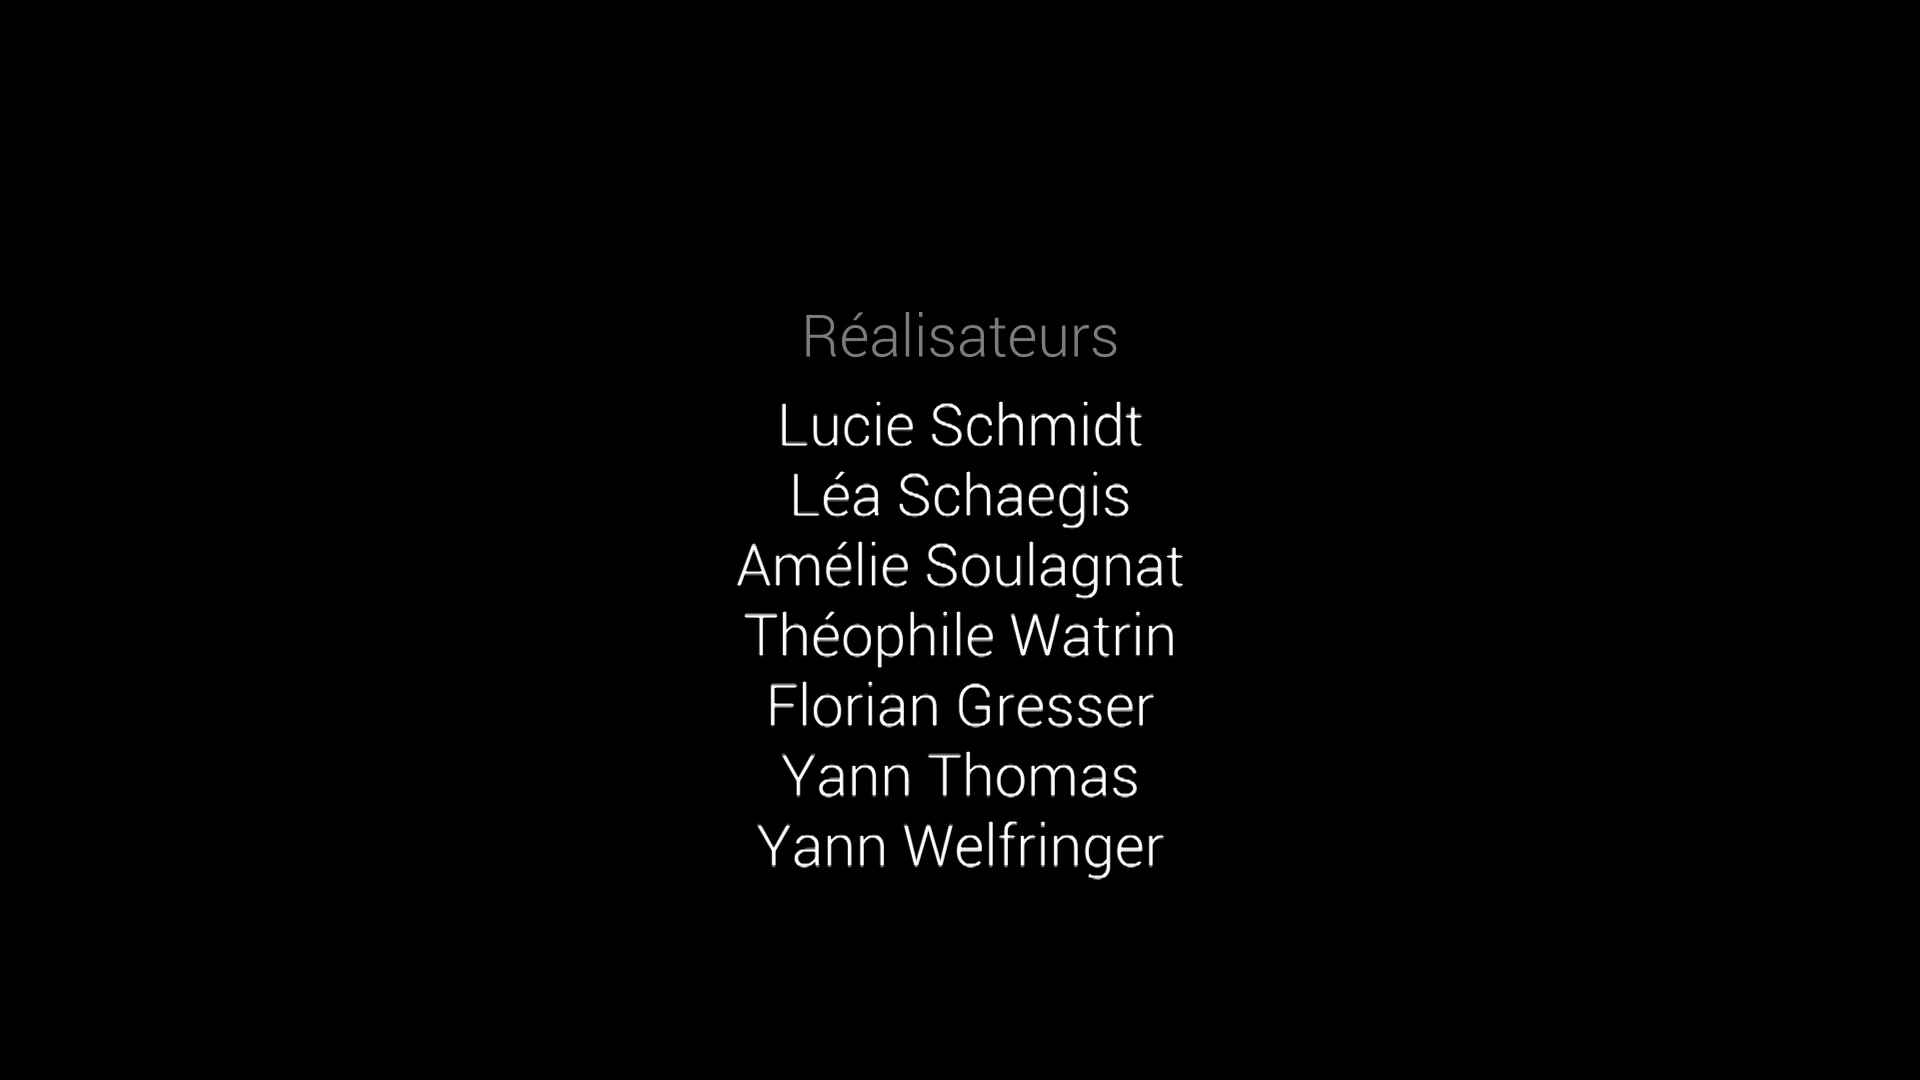 Réalisateurs
Lucie Schmidt
Léa Schaegis
Amélie Soulagnat
Théophile Watrin
Florian Gresser
Yann Thomas
Yann Welfringer